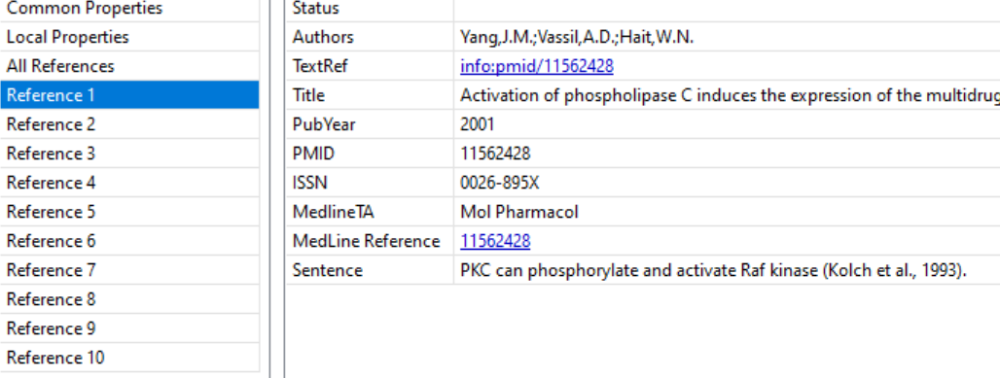 Common Properties
Local Properties
All References
Reference 1
Reference 2
Reference 3
Reference 4
Reference 5
Reference 6
Reference 7
Reference 8
Reference 9
Reference 10
Status
Authors Yang,J.M.;Vassil,A.D.;Hait,W.N.
TextRef info:pmid/11562428
Title Activation of phospholipase C induces the expression of the multidrug
PubYear 2001
PMID 11562428
ISSN 0026-895X
MedlineTA Mol Pharmacol
MedLine Reference 11562428
Sentence PKC can phosphorylate and activate Raf kinase (Kolch et al., 1993).